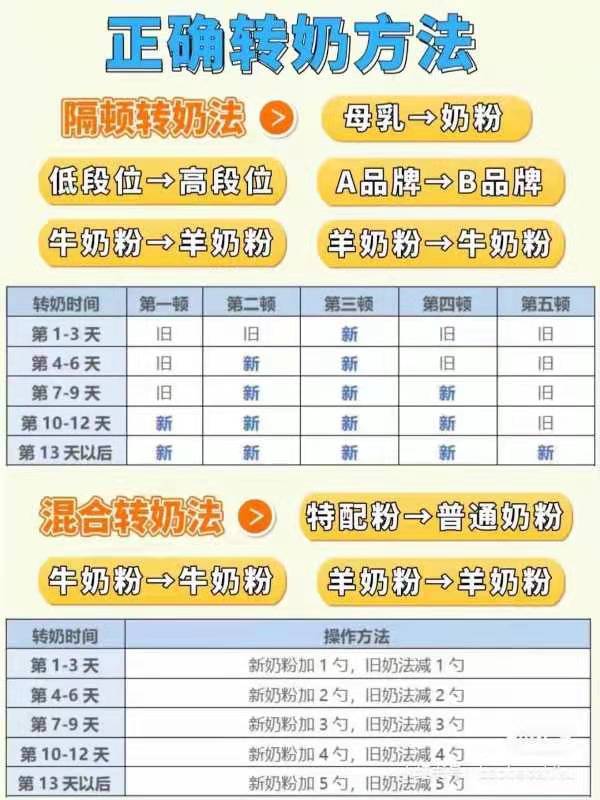 正确转奶方法
隔顿转奶法 母乳→奶粉
低段位→高段位 A品牌→B品牌
牛奶粉→羊奶粉 羊奶粉→牛奶粉
转奶时间 第一顿 第二顿 第三顿 第四顿 第五顿
第 1-3 天 旧 旧 新 旧 旧
第 4-6 天 旧 新 新 旧 旧
第 7-9 天 旧 新 新 新 旧
第 10-12 天 新 新 新 新 旧
第 13 天以后 新 新 新 新 新
混合转奶法 特配粉→普通奶粉
牛奶粉→牛奶粉 羊奶粉→羊奶粉
转奶时间 操作方法
第 1-3 天 新奶粉加 1 勺，旧奶法减 1 勺
第 4-6 天 新奶粉加 2 勺，旧奶法减 2 勺
第 7-9 天 新奶粉加 3 勺，旧奶法减 3 勺
第 10-12 天 新奶粉加 4 勺，旧奶法减 4 勺
第 13 天以后 新奶粉加 5 勺，旧奶法减 5 勺